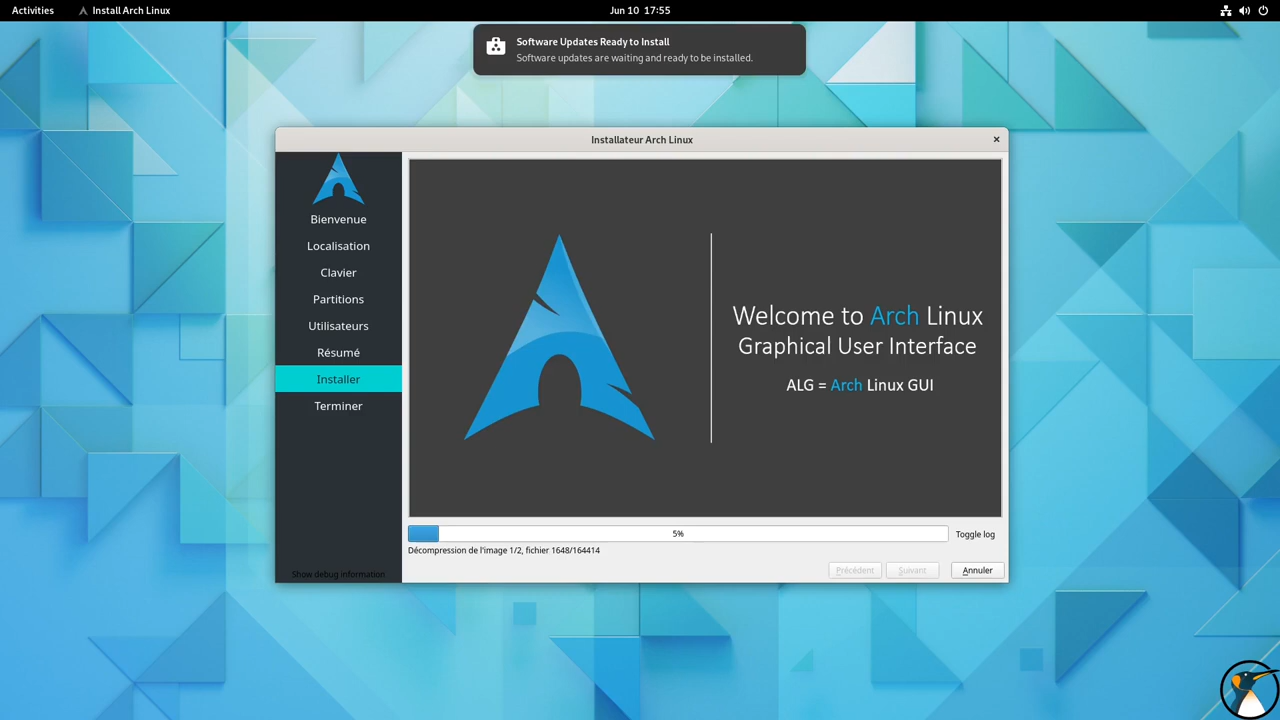 Activities
Install Arch Linux
Jun 10 17:55
Software Updates Ready to Install
Software updates are waiting and ready to be installed.
Installateur Arch Linux
×
Bienvenue
Localisation
Clavier
Partitions
Utilisateurs
Résumé
Installer
Terminer
Show debug information
Welcome to Arch Linux
Graphical User Interface
ALG = Arch Linux GUI
5%
Toggle log
Décompression de l'image 1/2, fichier 1648/164414
Précédent
Suivant
Annuler